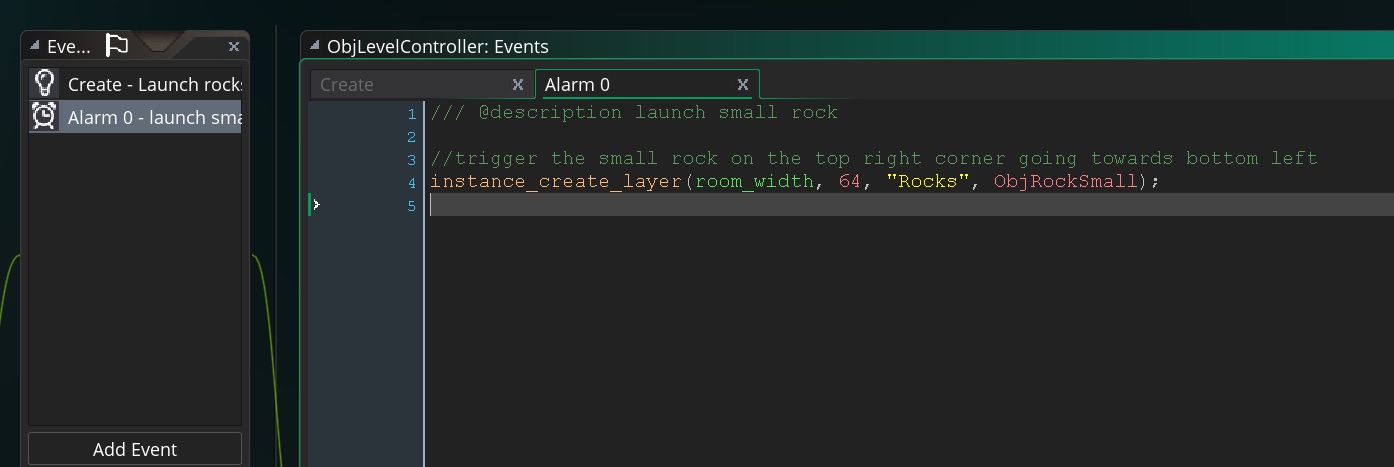 Eve...
Create - Launch rocks
Alarm 0 - launch sma
Add Event
ObjLevelController: Events
Create
Alarm 0
1 /// @description launch small rock
2
3 //trigger the small rock on the top right corner going towards bottom left
4 instance_create_layer(room_width, 64, "Rocks", ObjRockSmall);
5